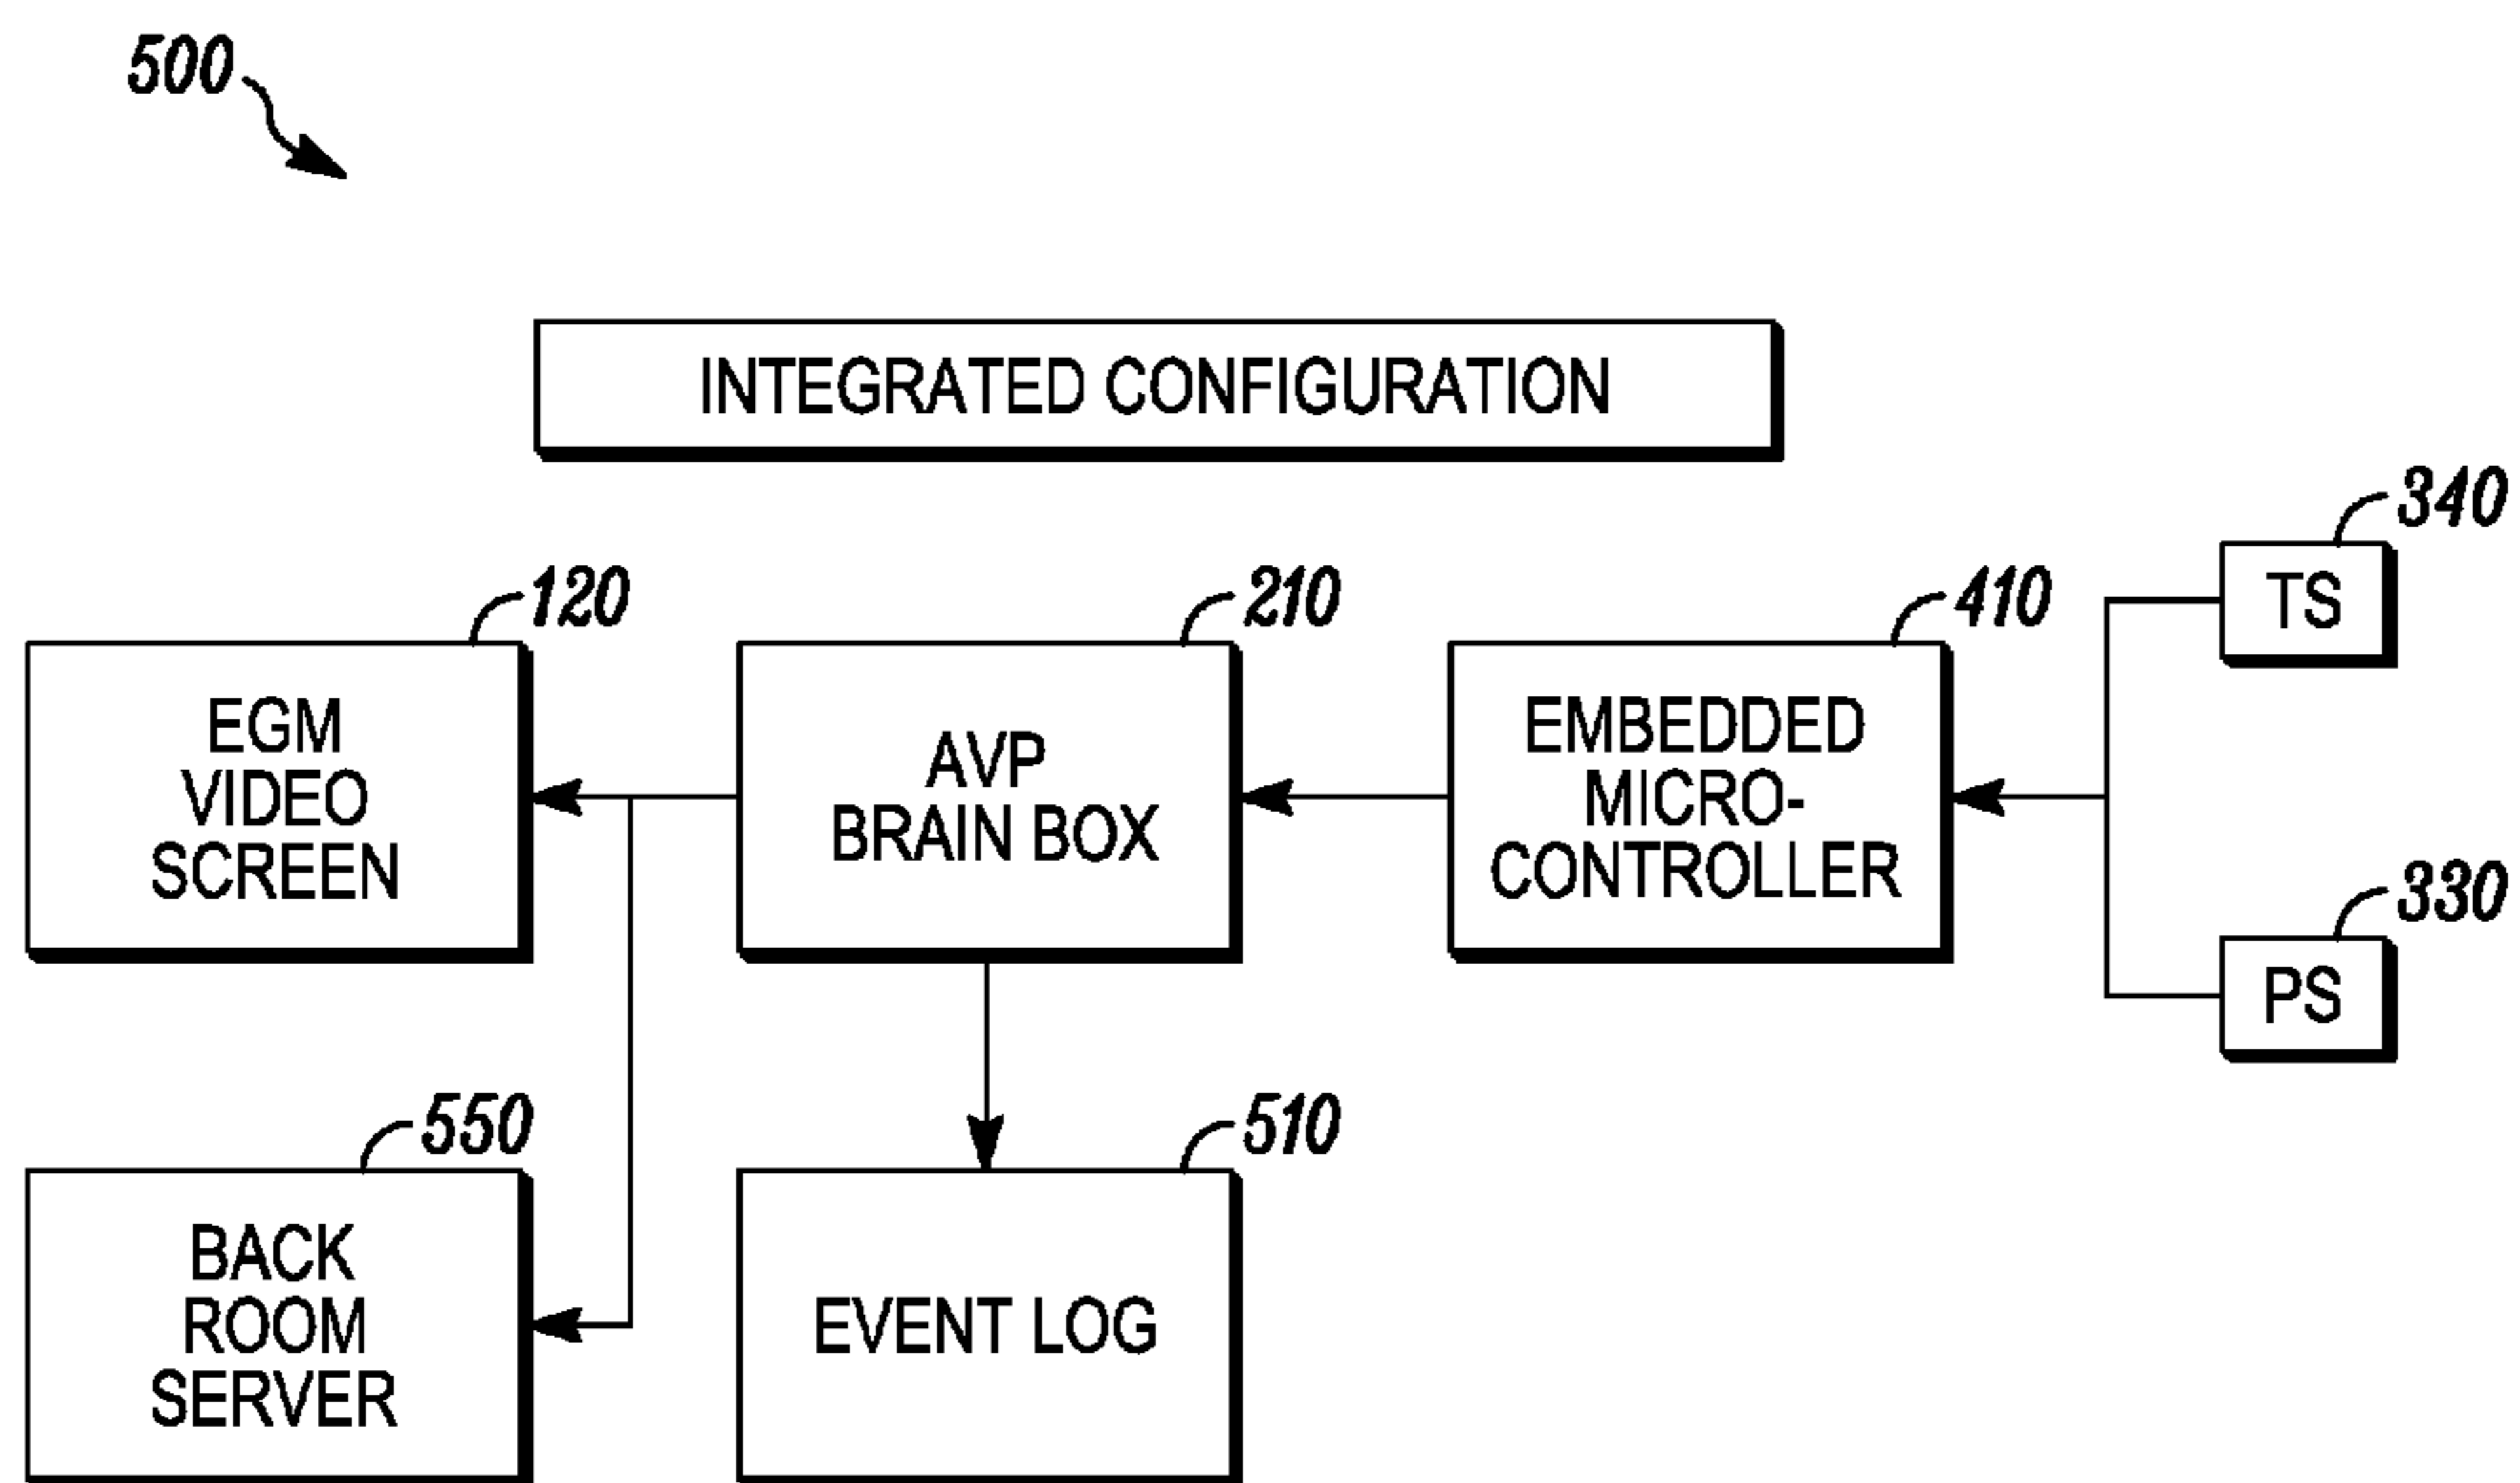 500
INTEGRATED CONFIGURATION
340
TS
120
EGM
VIDEO
SCREEN
210
AVP
BRAIN BOX
410
EMBEDDED
MICRO-
CONTROLLER
330
PS
550
BACK
ROOM
SERVER
510
EVENT LOG